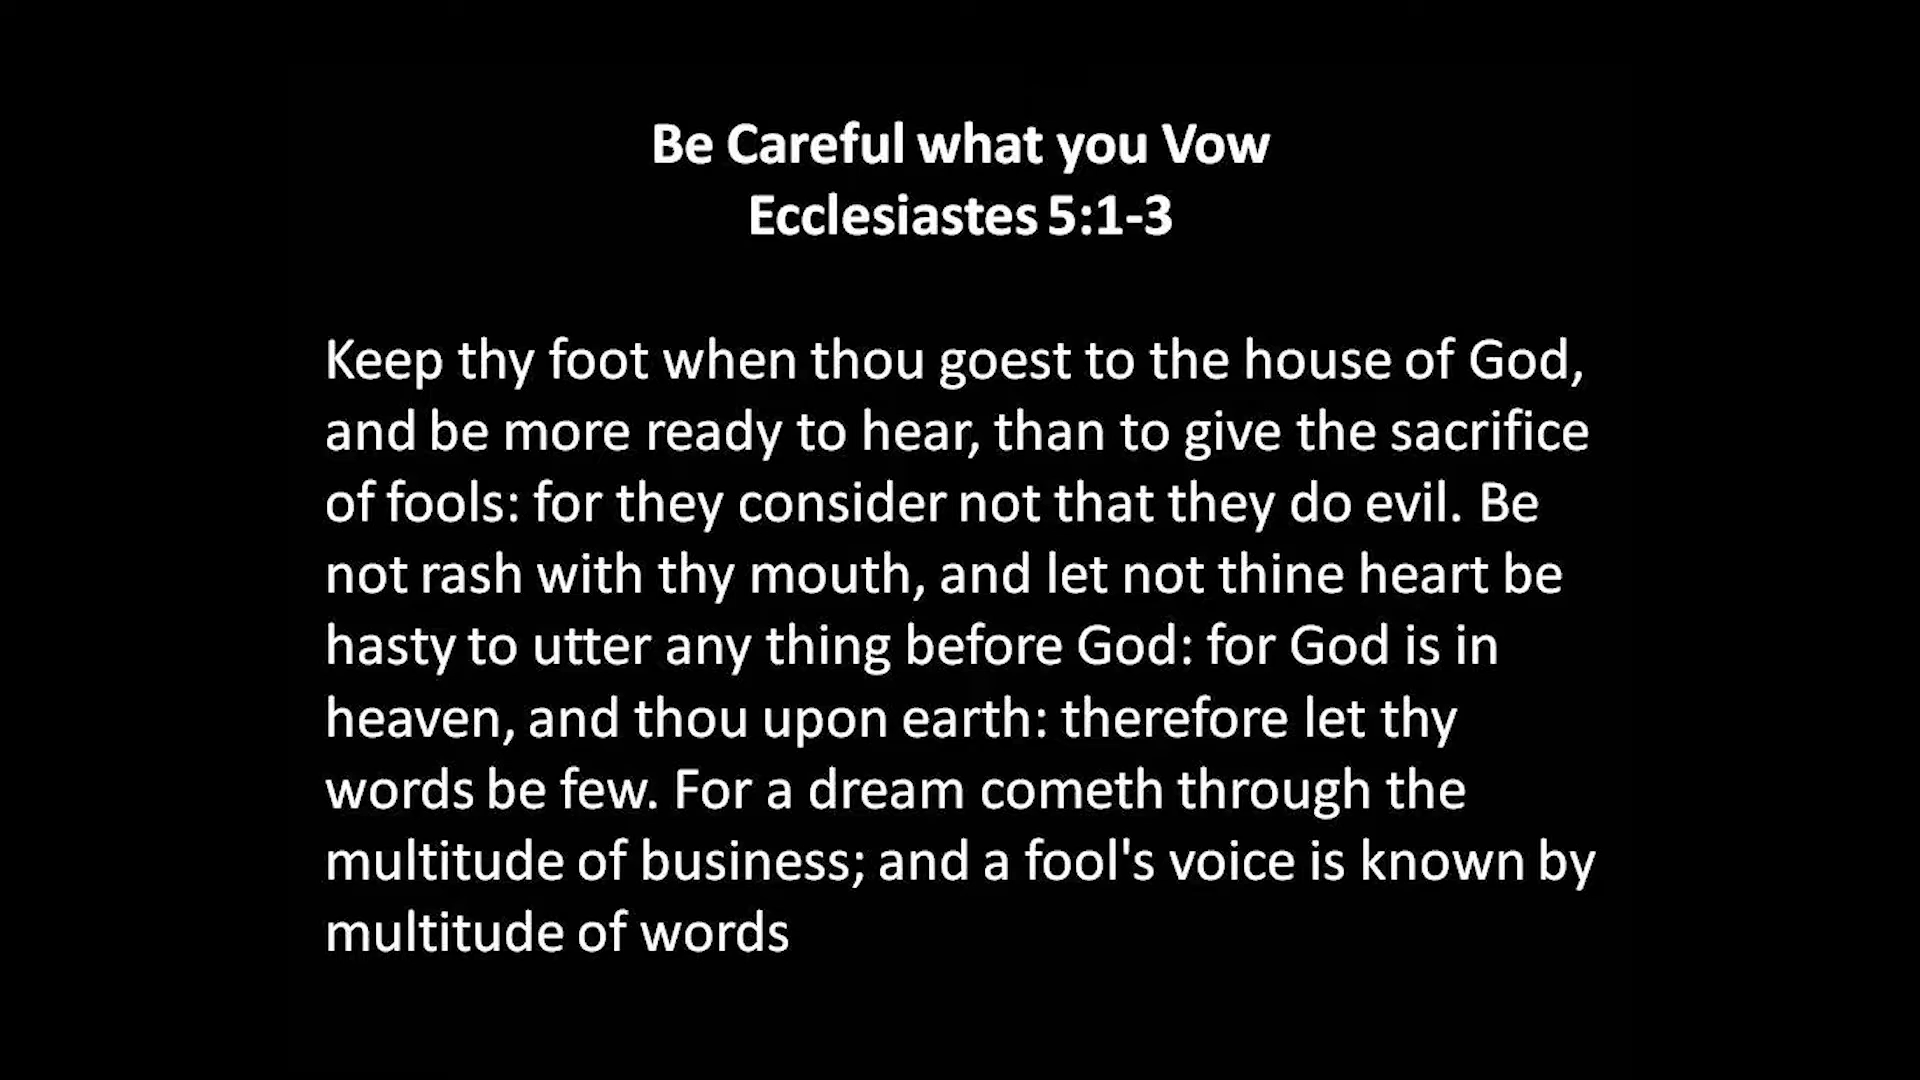 Be Careful what you Vow
Ecclesiastes 5:1-3
Keep thy foot when thou goest to the house of God,
and be more ready to hear, than to give the sacrifice
of fools: for they consider not that they do evil. Be
not rash with thy mouth, and let not thine heart be
hasty to utter any thing before God: for God is in
heaven, and thou upon earth: therefore let thy
words be few. For a dream cometh through the
multitude of business; and a fool's voice is known by
multitude of words